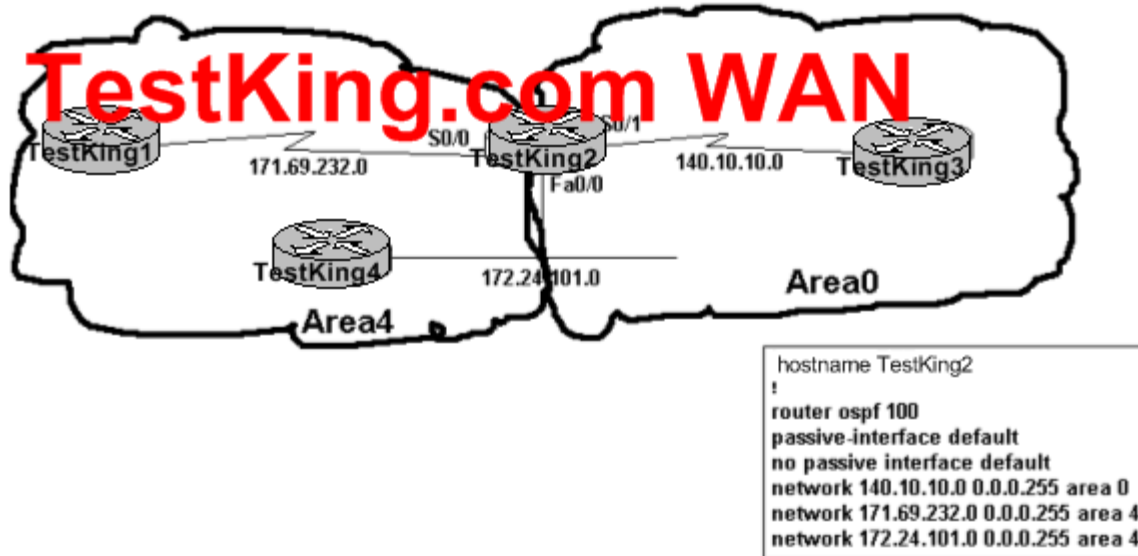 TestKing.com WAN
TestKing1
S0/0
TestKing2
S0/1
TestKing3
171.69.232.0
140.10.10.0
Fa0/0
TestKing4
172.24.101.0
Area4
Area0
hostname TestKing2
!
router ospf 100
passive-interface default
no passive interface default
network 140.10.10.0 0.0.0.255 area 0
network 171.69.232.0 0.0.0.255 area 4
network 172.24.101.0 0.0.0.255 area 4